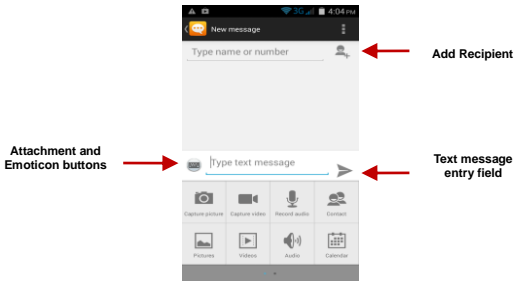 3G 4:04 PM
New message
Type name or number
Add Recipient
Attachment and
Emoticon buttons
Type text message
Text message
entry field
Capture picture Capture video Record audio Contact
Pictures Videos Audio Calendar